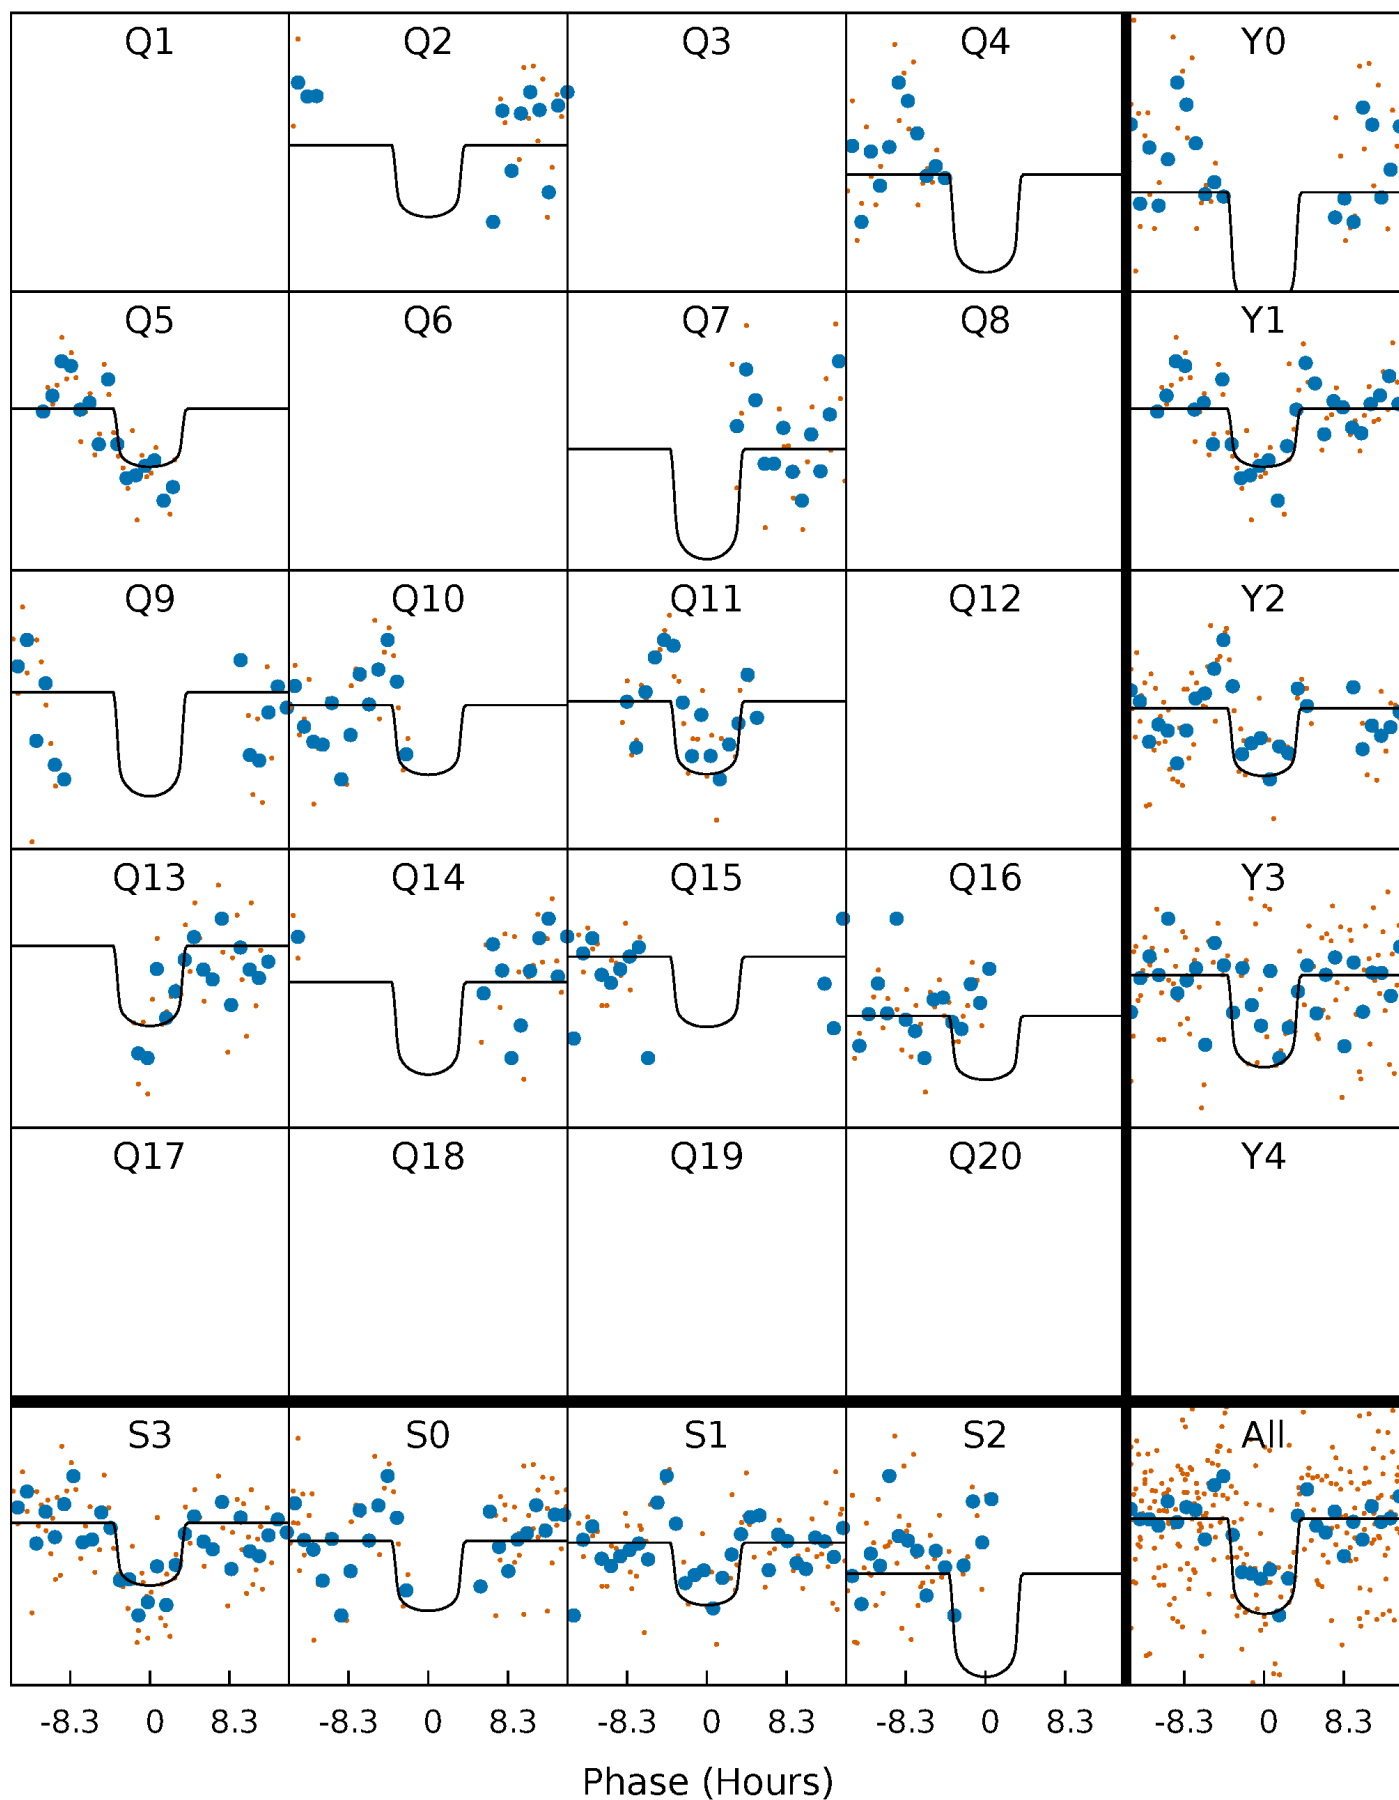 Q1 Q2 Q3 Q4 Y0
Q5 Q6 Q7 Q8 Y1
Q9 Q10 Q11 Q12 Y2
Q13 Q14 Q15 Q16 Y3
Q17 Q18 Q19 Q20 Y4
S3 S0 S1 S2 All
-8.3 0 8.3 -8.3 0 8.3 -8.3 0 8.3 -8.3 0 8.3 -8.3 0 8.3
Phase (Hours)